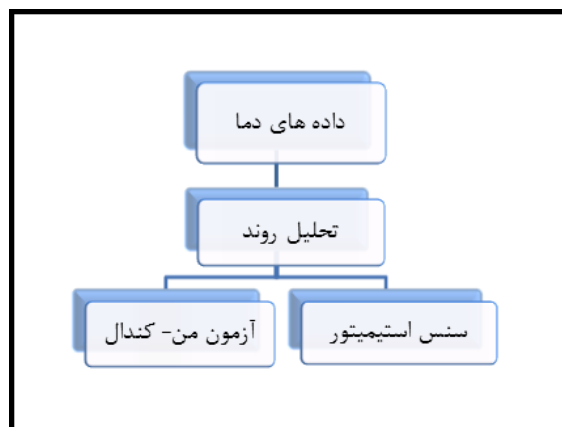 داده های دما
تحلیل روند
سنس استیمیتور
آزمون من- کندال